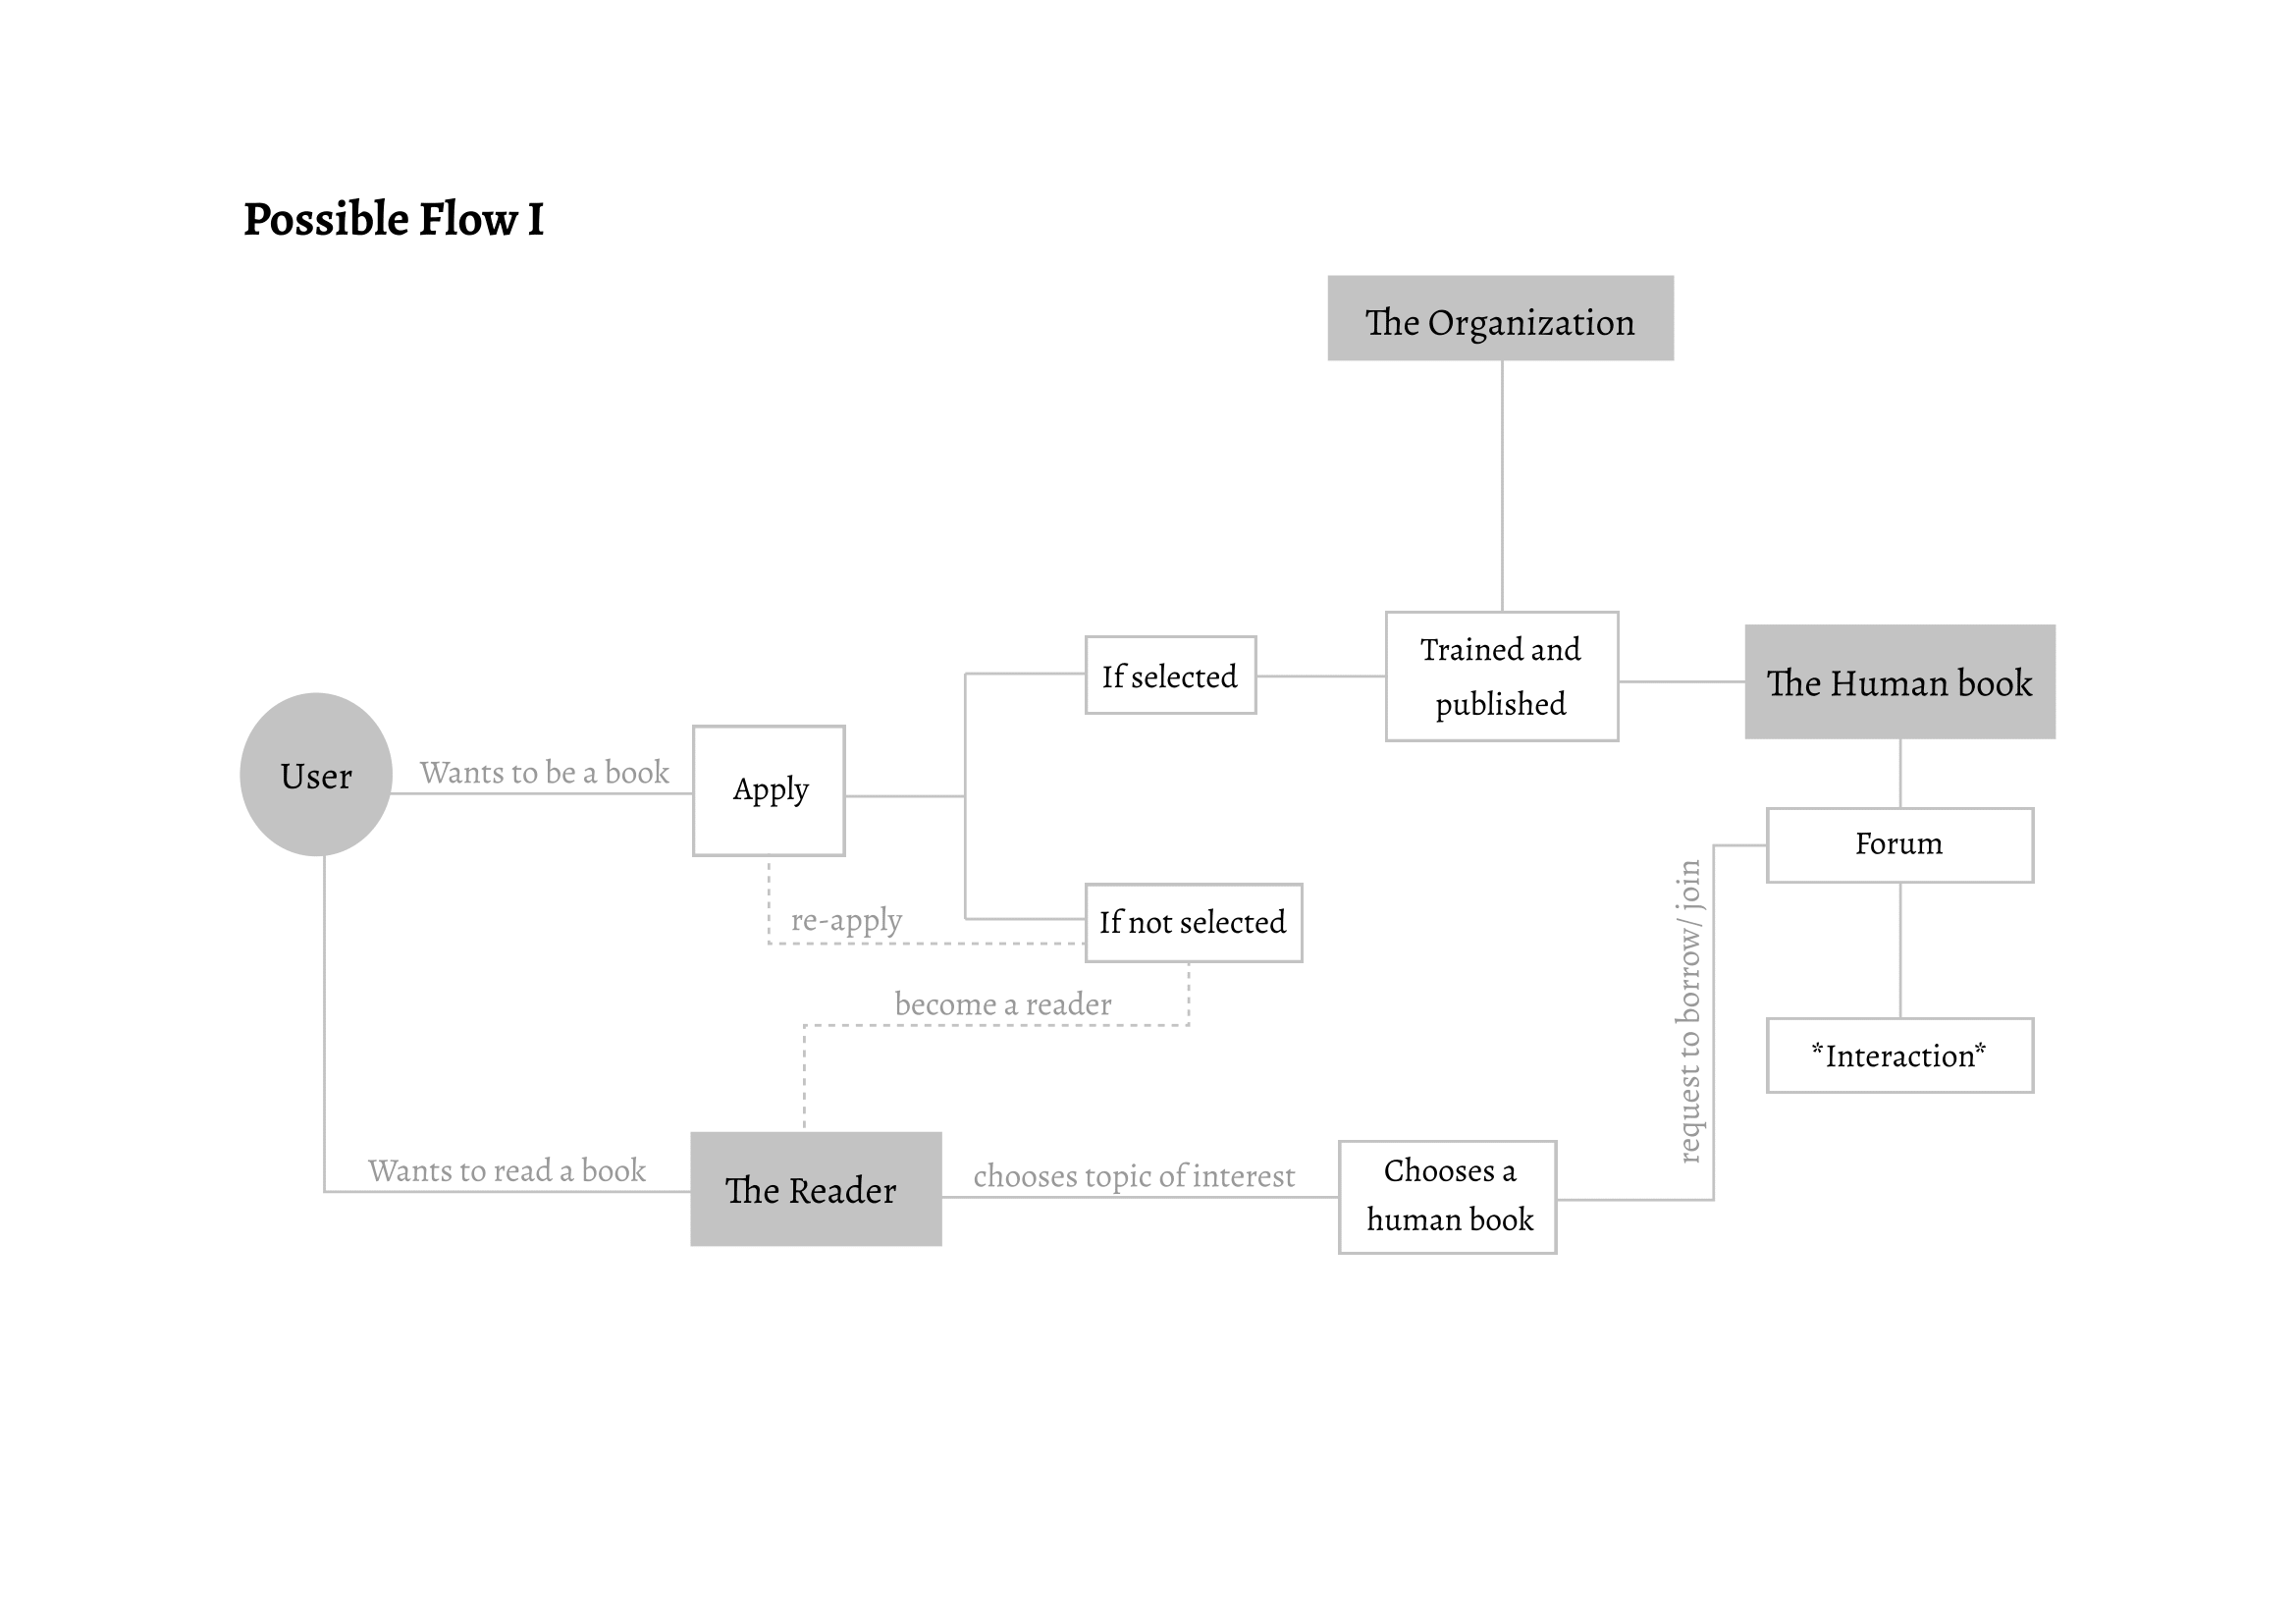 Possible Flow I
The Organization
Trained and
published
If selected
The Human book
User
Wants to be a book
Apply
Forum
If not selected
re-apply
become a reader
request to borrow/ join
*Interaction*
Wants to read a book
The Reader
chooses topic of interest
Chooses a
human book